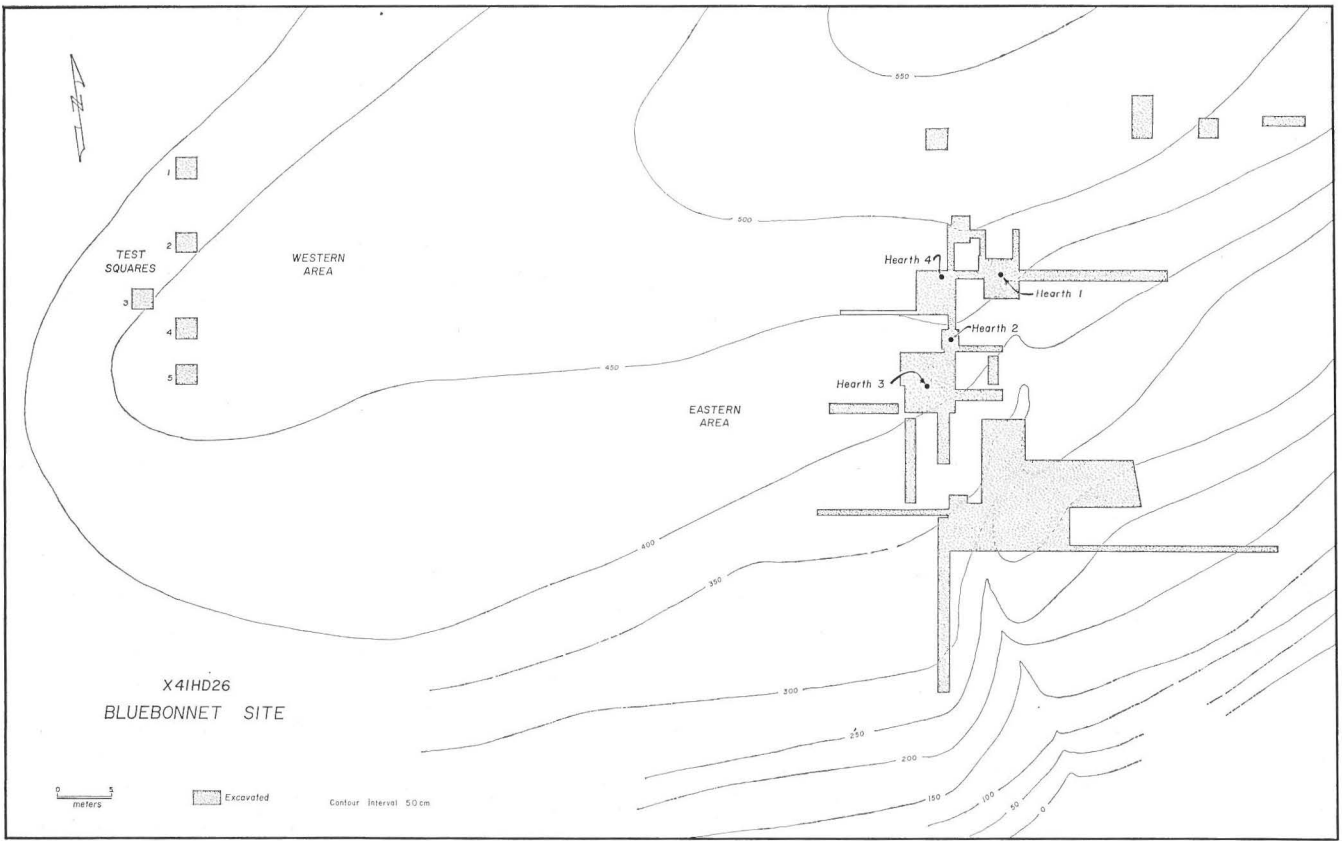 550
500
1
2
TEST
SQUARES
WESTERN
AREA
3
4
5
Hearth 4
Hearth 1
Hearth 2
450
Hearth 3
EASTERN
AREA
400
350
300
250
200
150
100
50
0
X41HD26
BLUEBONNET SITE
0 5
meters
Excavated
Contour Interval 50 cm
N